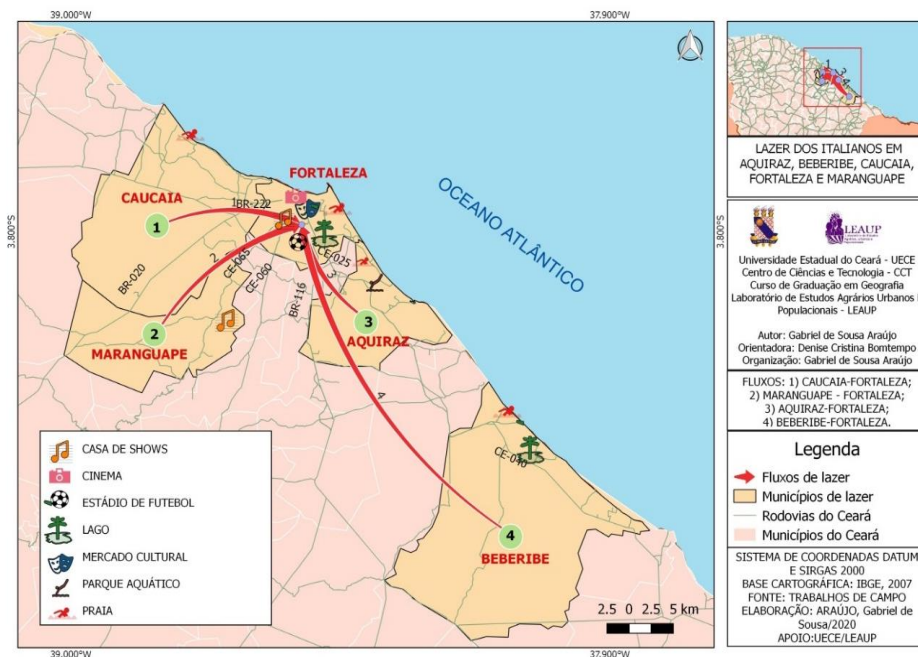 39.000°W
37.900°W
3.800°S
3.800°S
FORTALEZA
CAUCAIA
OCEANO ATLÂNTICO
1
BR-222
1
BR-020
2
CE-065
CE-060
CE-025
3
BR-116
2
MARANGUAPE
3
AQUIRAZ
4
CE-040
4
BEBERIBE
CASA DE SHOWS
CINEMA
ESTÁDIO DE FUTEBOL
LAGO
MERCADO CULTURAL
PARQUE AQUÁTICO
PRAIA
2.5 0 2.5 5 km
39.000°W
37.900°W
1
3
4
LAZER DOS ITALIANOS EM
AQUIRAZ, BEBERIBE, CAUCAIA,
FORTALEZA E MARANGUAPE
LEAUP
Universidade Estadual do Ceará - UECE
Centro de Ciências e Tecnologia - CCT
Curso de Graduação em Geografia
Laboratório de Estudos Agrários Urbanos
Populacionais - LEAUP
Autor: Gabriel de Sousa Araújo
Orientadora: Denise Cristina Bomtempo
Organização: Gabriel de Sousa Araújo
FLUXOS: 1) CAUCAIA-FORTALEZA;
2) MARANGUAPE - FORTALEZA;
3) AQUIRAZ-FORTALEZA;
4) BEBERIBE-FORTALEZA.
Legenda
Fluxos de lazer
Municípios de lazer
Rodovias do Ceará
Municípios do Ceará
SISTEMA DE COORDENADAS DATUM
E SIRGAS 2000
BASE CARTOGRÁFICA: IBGE, 2007
FONTE: TRABALHOS DE CAMPO
ELABORAÇÃO: ARAÚJO, Gabriel de
Sousa/2020
APOIO:UECE/LEAUP